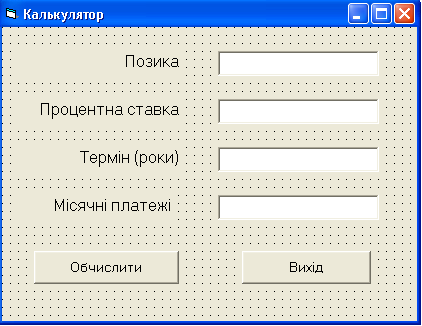 Калькулятор
Позика
Процентна ставка
Термін (роки)
Місячні платежі
Обчислити
Вихід